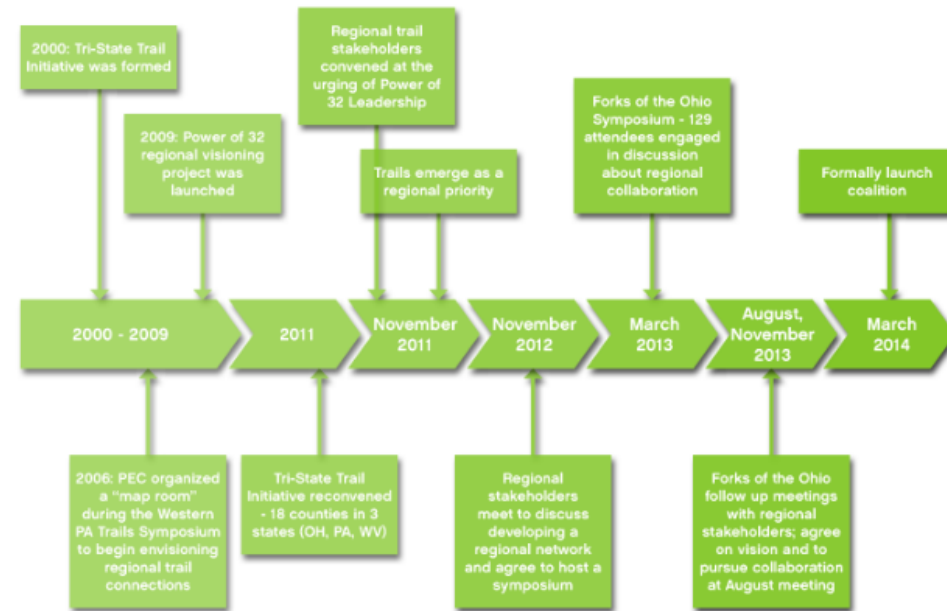 2000: Tri-State Trail
Initiative was formed
2009: Power of 32
regional visioning
project was
launched
Regional trail
stakeholders
convened at the
urging of Power of
32 Leadership
Trails emerge as a
regional priority
Forks of the Ohio
Symposium - 129
attendees engaged
in discussion
about regional
collaboration
Formally launch
coalition
2000 - 2009
2011
November
2011
November
2012
March
2013
August,
November
2013
March
2014
2006: PEC organized
a “map room”
during the Western
PA Trails Symposium
to begin envisioning
regional trail
connections
Tri-State Trail
Initiative reconvened
- 18 counties in 3
states (OH, PA, WV)
Regional
stakeholders
meet to discuss
developing a
regional network
and agree to host a
symposium
Forks of the Ohio
follow up meetings
with regional
stakeholders; agree
on vision and to
pursue collaboration
at August meeting